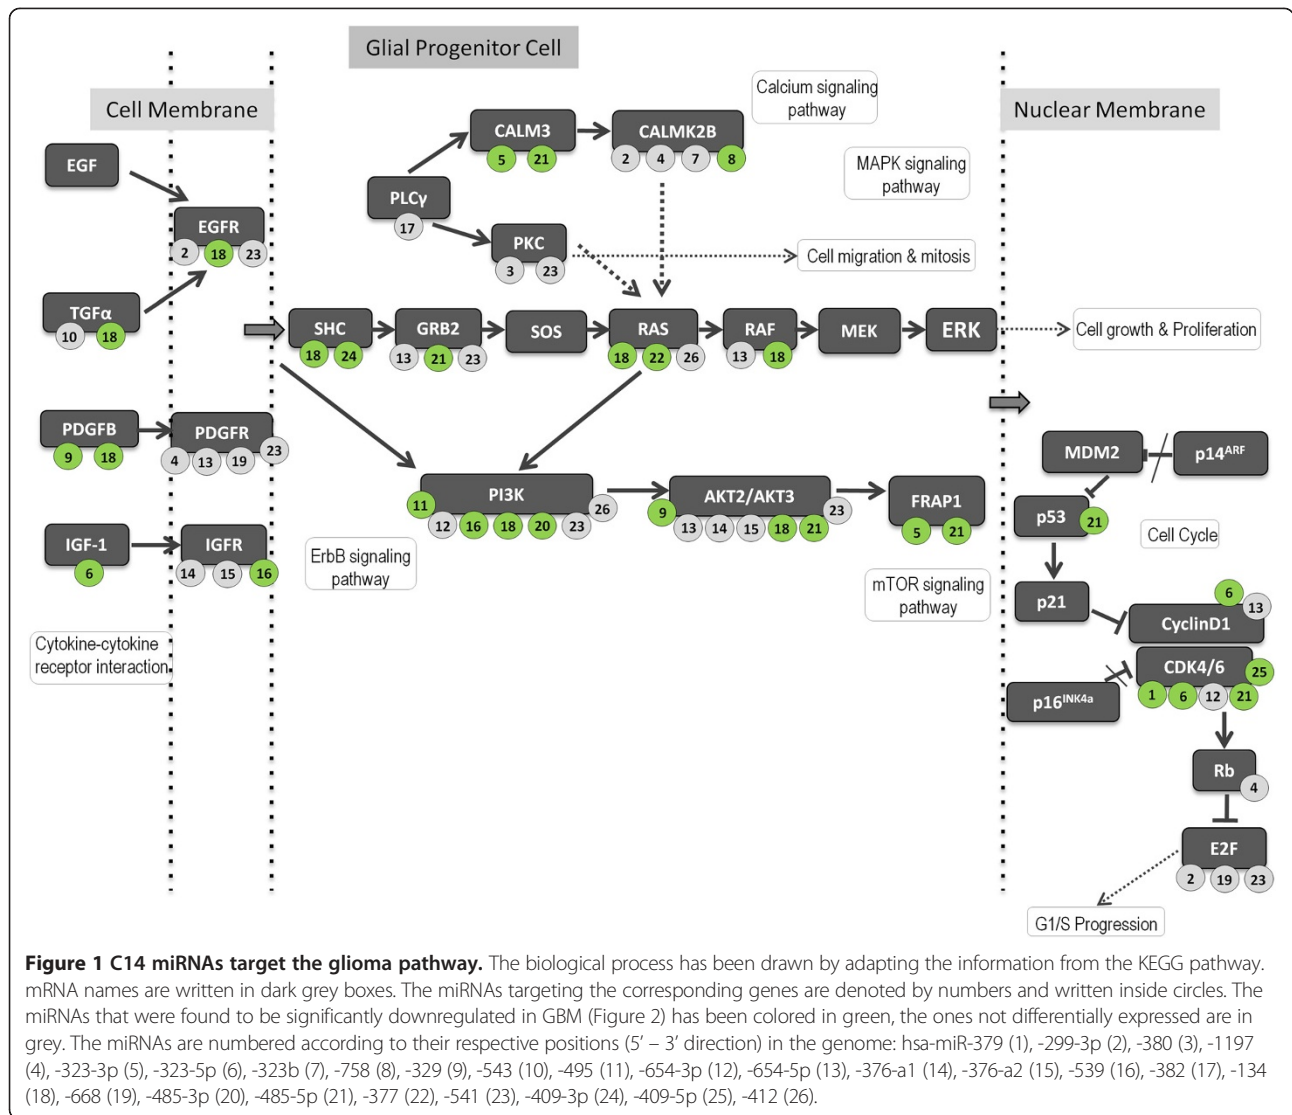 Glial Progenitor Cell
Cell Membrane
Nuclear Membrane
Calcium signaling
pathway
MAPK signaling
pathway
EGF
EGFR
2 18 23
TGFα
10 18
PDGFB
9 18
PDGFR
4 13 19 23
IGF-1
6
IGFR
14 15 16
Cytokine-cytokine
receptor interaction
CALM3
5 21
CALMK2B
2 4 7 8
PLCγ
17
PKC
3 23
Cell migration & mitosis
SHC
18 24
GRB2
13 21 23
SOS
RAS
18 22 26
RAF
13 18
MEK
ERK
Cell growth & Proliferation
PI3K
11 12 16 18 20 23 26
AKT2/AKT3
9 13 14 15 18 21 23
FRAP1
5 21
ErbB signaling
pathway
mTOR signaling
pathway
MDM2
p14ARF
p53
21
Cell Cycle
p21
6 13
CyclinD1
CDK4/6
1 6 12 21 25
p16INK4a
Rb
4
E2F
2 19 23
G1/S Progression
Figure 1 C14 miRNAs target the glioma pathway. The biological process has been drawn by adapting the information from the KEGG pathway.
mRNA names are written in dark grey boxes. The miRNAs targeting the corresponding genes are denoted by numbers and written inside circles. The
miRNAs that were found to be significantly downregulated in GBM (Figure 2) has been colored in green, the ones not differentially expressed are in
grey. The miRNAs are numbered according to their respective positions (5’ – 3’ direction) in the genome: hsa-miR-379 (1), -299-3p (2), -380 (3), -1197
(4), -323-3p (5), -323-5p (6), -323b (7), -758 (8), -329 (9), -543 (10), -495 (11), -654-3p (12), -654-5p (13), -376-a1 (14), -376-a2 (15), -539 (16), -382 (17), -134
(18), -668 (19), -485-3p (20), -485-5p (21), -377 (22), -541 (23), -409-3p (24), -409-5p (25), -412 (26).